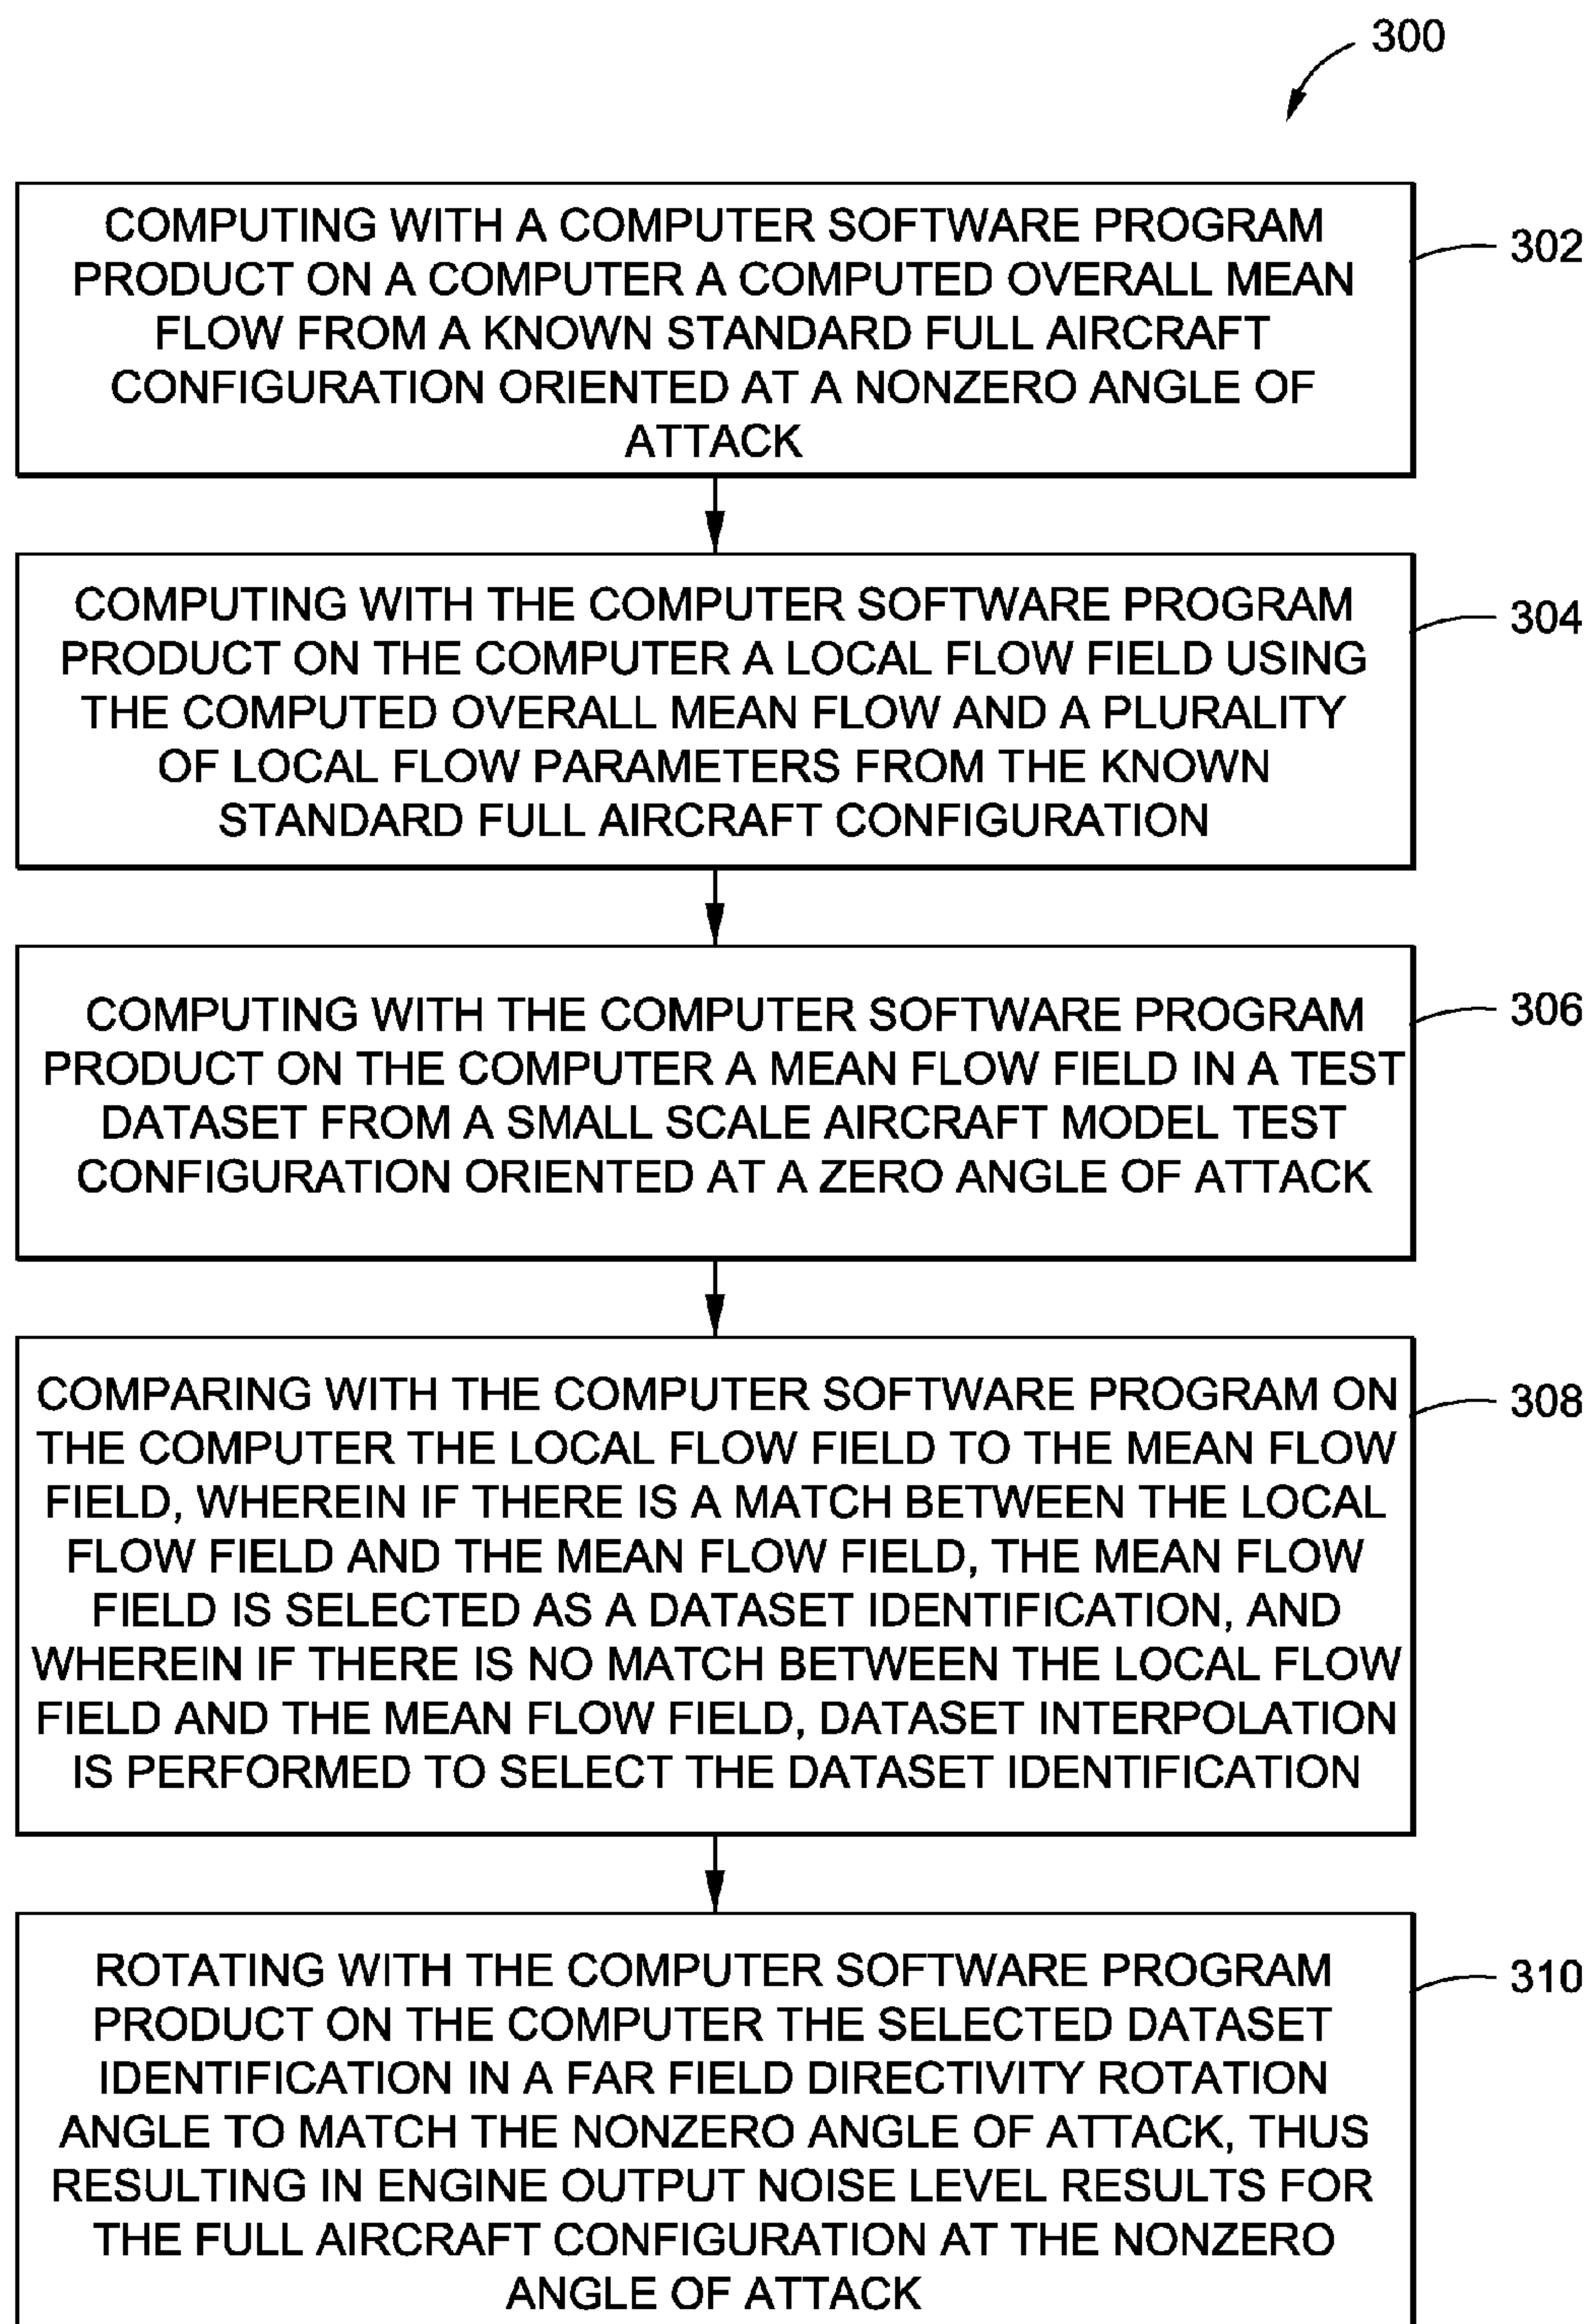 300
COMPUTING WITH A COMPUTER SOFTWARE PROGRAM
PRODUCT ON A COMPUTER A COMPUTED OVERALL MEAN
FLOW FROM A KNOWN STANDARD FULL AIRCRAFT
CONFIGURATION ORIENTED AT A NONZERO ANGLE OF
ATTACK
302
COMPUTING WITH THE COMPUTER SOFTWARE PROGRAM
PRODUCT ON THE COMPUTER A LOCAL FLOW FIELD USING
THE COMPUTED OVERALL MEAN FLOW AND A PLURALITY
OF LOCAL FLOW PARAMETERS FROM THE KNOWN
STANDARD FULL AIRCRAFT CONFIGURATION
304
COMPUTING WITH THE COMPUTER SOFTWARE PROGRAM
PRODUCT ON THE COMPUTER A MEAN FLOW FIELD IN A TEST
DATASET FROM A SMALL SCALE AIRCRAFT MODEL TEST
CONFIGURATION ORIENTED AT A ZERO ANGLE OF ATTACK
306
COMPARING WITH THE COMPUTER SOFTWARE PROGRAM ON
THE COMPUTER THE LOCAL FLOW FIELD TO THE MEAN FLOW
FIELD, WHEREIN IF THERE IS A MATCH BETWEEN THE LOCAL
FLOW FIELD AND THE MEAN FLOW FIELD, THE MEAN FLOW
FIELD IS SELECTED AS A DATASET IDENTIFICATION, AND
WHEREIN IF THERE IS NO MATCH BETWEEN THE LOCAL FLOW
FIELD AND THE MEAN FLOW FIELD, DATASET INTERPOLATION
IS PERFORMED TO SELECT THE DATASET IDENTIFICATION
308
ROTATING WITH THE COMPUTER SOFTWARE PROGRAM
PRODUCT ON THE COMPUTER THE SELECTED DATASET
IDENTIFICATION IN A FAR FIELD DIRECTIVITY ROTATION
ANGLE TO MATCH THE NONZERO ANGLE OF ATTACK, THUS
RESULTING IN ENGINE OUTPUT NOISE LEVEL RESULTS FOR
THE FULL AIRCRAFT CONFIGURATION AT THE NONZERO
ANGLE OF ATTACK
310